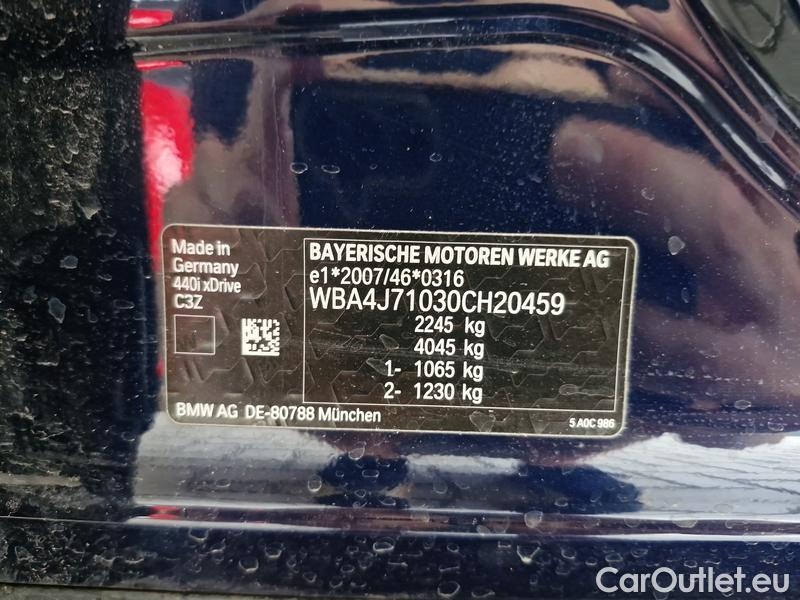 Made in
Germany
440i xDrive
C3Z
BAYERISCHE MOTOREN WERKE AG
e1*2007/46*0316
WBA4J71030CH20459
2245 kg
4045 kg
1- 1065 kg
2- 1230 kg
BMW AG DE-80788 München
5 A0C 986
CarOutlet.eu